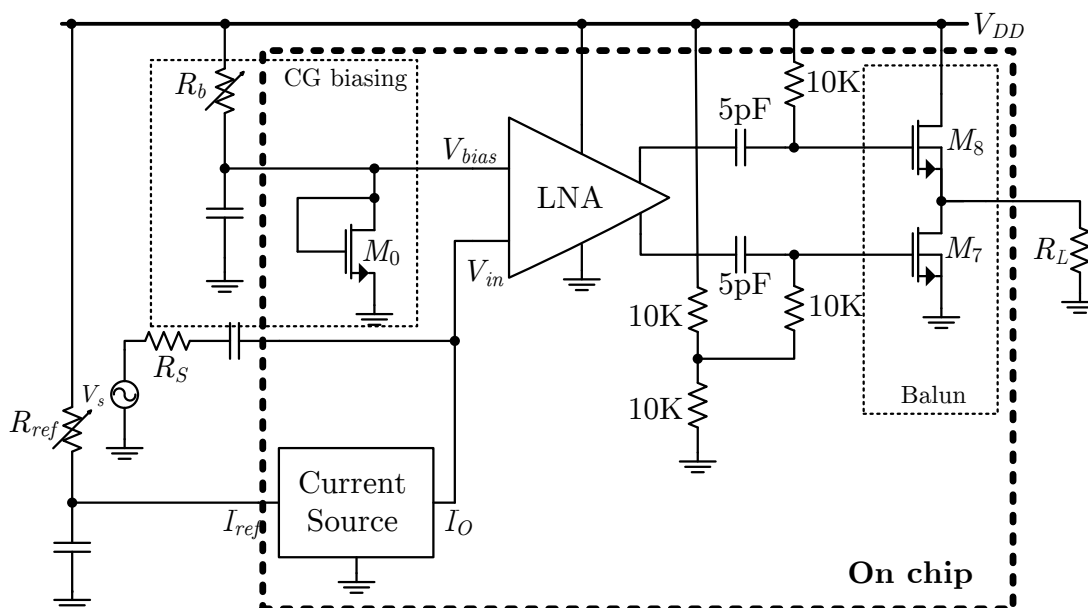 V_DD
R_b
CG biasing
10K
5pF
V_bias
M_8
LNA
M_0
V_in
M_7
R_L
5pF
10K
10K
R_S
V_s
10K
Balun
R_ref
Current
Source
I_ref
I_O
On chip